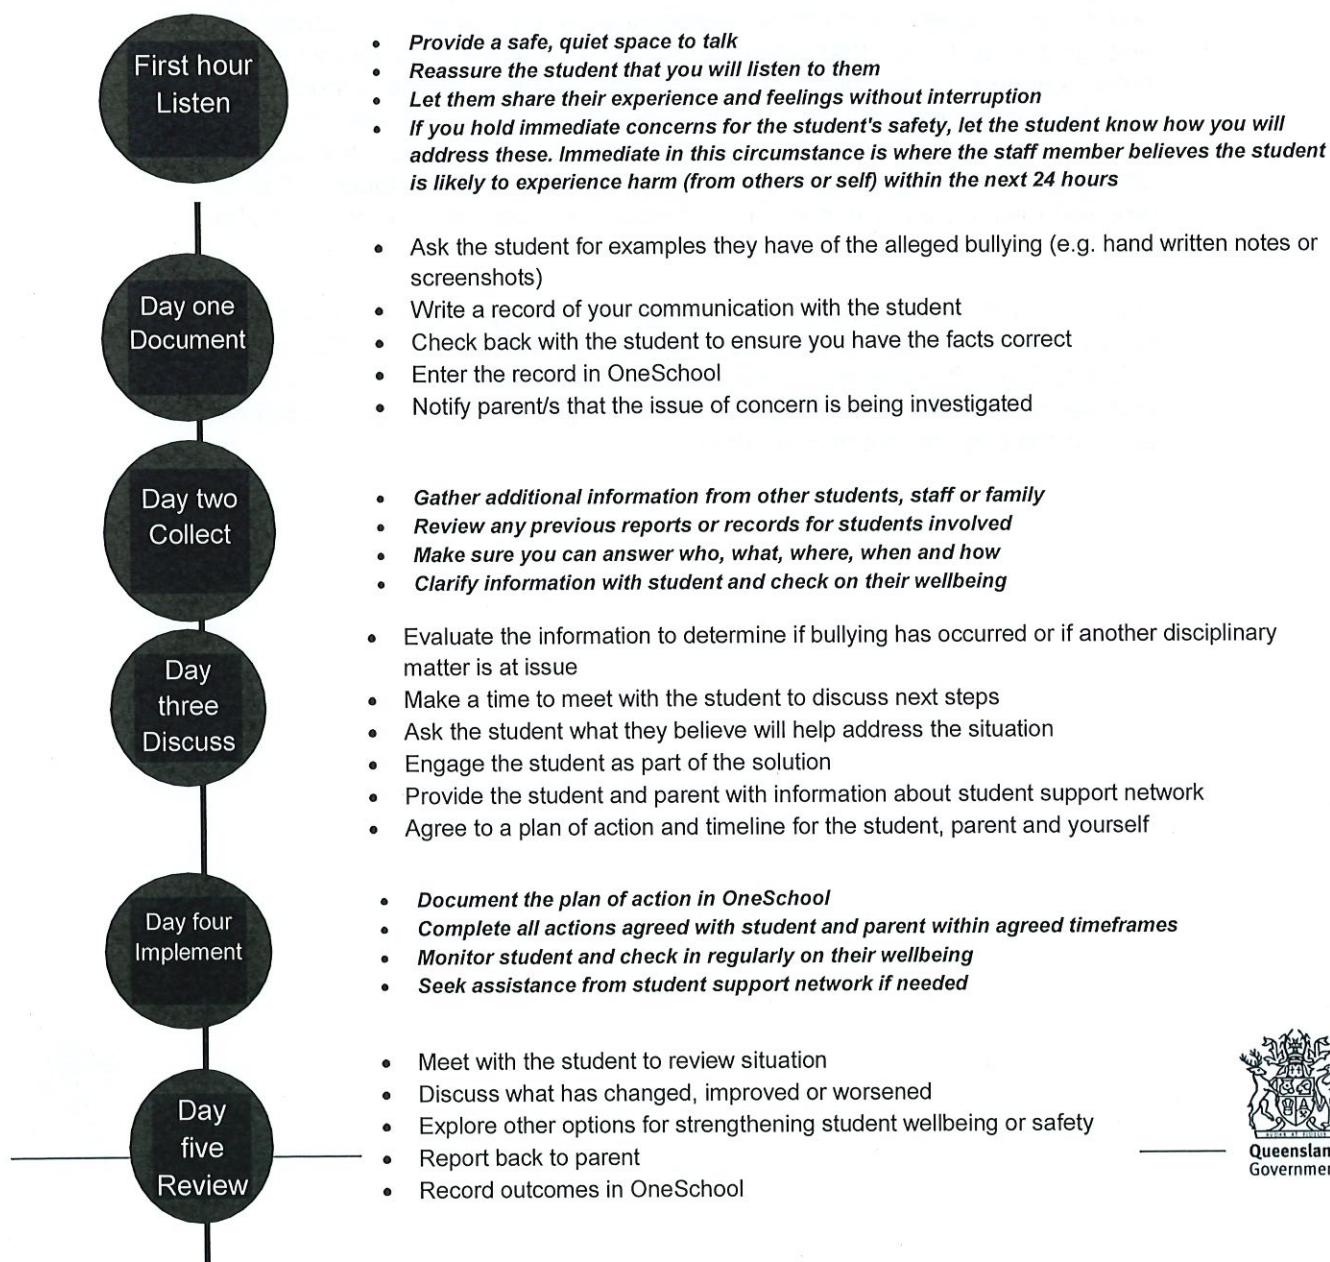 First hour
Listen
• Provide a safe, quiet space to talk
• Reassure the student that you will listen to them
• Let them share their experience and feelings without interruption
• If you hold immediate concerns for the student's safety, let the student know how you will
address these. Immediate in this circumstance is where the staff member believes the student
is likely to experience harm (from others or self) within the next 24 hours
Day one
Document
• Ask the student for examples they have of the alleged bullying (e.g. hand written notes or
screenshots)
• Write a record of your communication with the student
• Check back with the student to ensure you have the facts correct
• Enter the record in OneSchool
• Notify parent/s that the issue of concern is being investigated
Day two
Collect
• Gather additional information from other students, staff or family
• Review any previous reports or records for students involved
• Make sure you can answer who, what, where, when and how
• Clarify information with student and check on their wellbeing
Day
three
Discuss
• Evaluate the information to determine if bullying has occurred or if another disciplinary
matter is at issue
• Make a time to meet with the student to discuss next steps
• Ask the student what they believe will help address the situation
• Engage the student as part of the solution
• Provide the student and parent with information about student support network
• Agree to a plan of action and timeline for the student, parent and yourself
Day four
Implement
• Document the plan of action in OneSchool
• Complete all actions agreed with student and parent within agreed timeframes
• Monitor student and check in regularly on their wellbeing
• Seek assistance from student support network if needed
Day
five
Review
• Meet with the student to review situation
• Discuss what has changed, improved or worsened
• Explore other options for strengthening student wellbeing or safety
• Report back to parent
• Record outcomes in OneSchool
Queenslan
Governmen